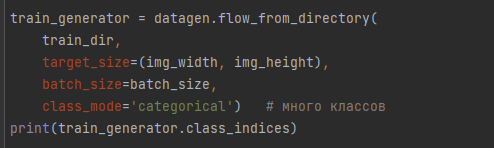 train_generator = datagen.flow_from_directory(
    train_dir,
    target_size=(img_width, img_height),
    batch_size=batch_size,
    class_mode='categorical')   # много классов
print(train_generator.class_indices)